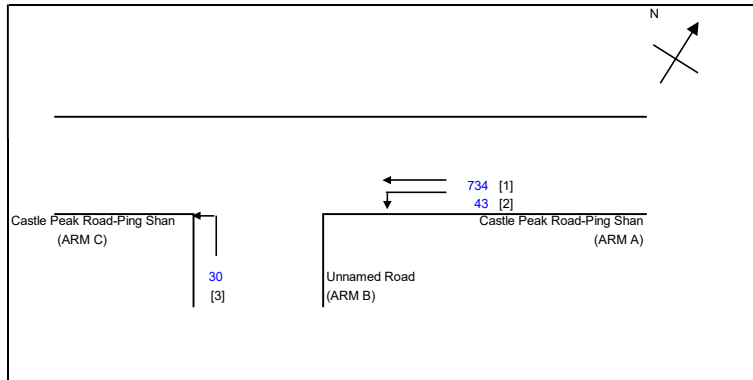 N
734 [1]
43 [2]
Castle Peak Road-Ping Shan
(ARM C)
Castle Peak Road-Ping Shan
(ARM A)
30
[3]
Unnamed Road
(ARM B)